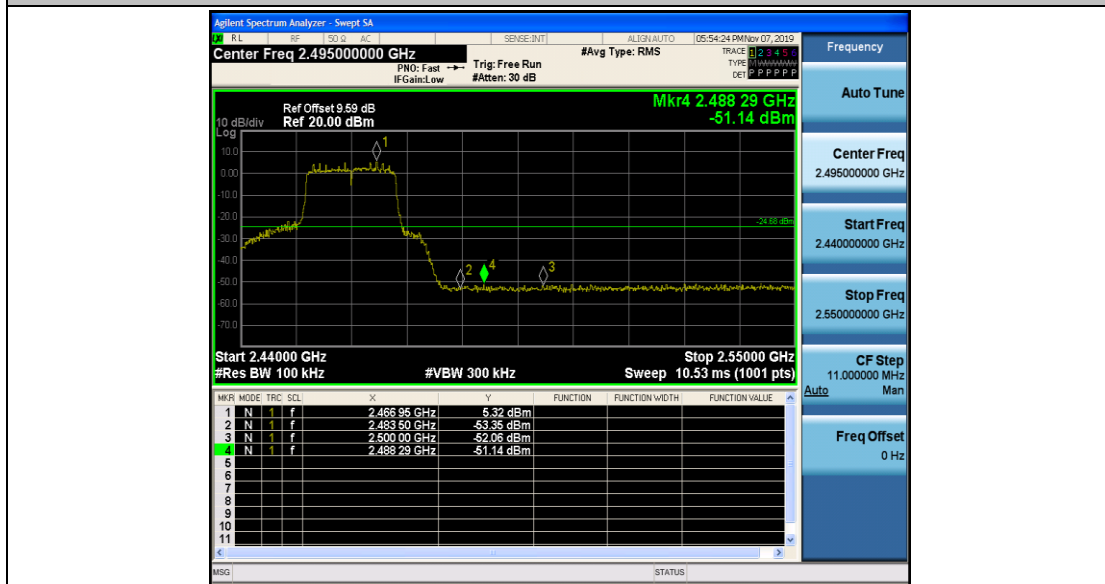 Agilent Spectrum Analyzer - Swept SA
RL RF 50 Ω AC SENSE:INT ALIGN AUTO 05:54:24 PM Nov 07, 2019
Center Freq 2.495000000 GHz #Avg Type: RMS TRACE 1 2 3 4 5 6
PNO: Fast Trig: Free Run TYPE
IFGain:Low #Atten: 30 dB DET P P P P P P
Frequency
Auto Tune
Mkr4 2.488 29 GHz
Ref Offset 9.59 dB
10 dB/div Ref 20.00 dBm -51.14 dBm
Log
10.0
0.00
-10.0
-20.0
-30.0
-40.0
-50.0
-60.0
-70.0
1
2
4
3
-24.68 dBm
Center Freq
2.495000000 GHz
Start Freq
2.440000000 GHz
Stop Freq
2.550000000 GHz
CF Step
11.000000 MHz
Auto Man
Freq Offset
0 Hz
Start 2.44000 GHz Stop 2.55000 GHz
#Res BW 100 kHz #VBW 300 kHz Sweep 10.53 ms (1001 pts)
MKR MODE TRC SCL X Y FUNCTION FUNCTION WIDTH FUNCTION VALUE
1 N 1 f 2.466 95 GHz 5.32 dBm
2 N 1 f 2.483 50 GHz -53.35 dBm
3 N 1 f 2.500 00 GHz -52.06 dBm
4 N 1 f 2.488 29 GHz -51.14 dBm
5
6
7
8
9
10
11
MSG STATUS